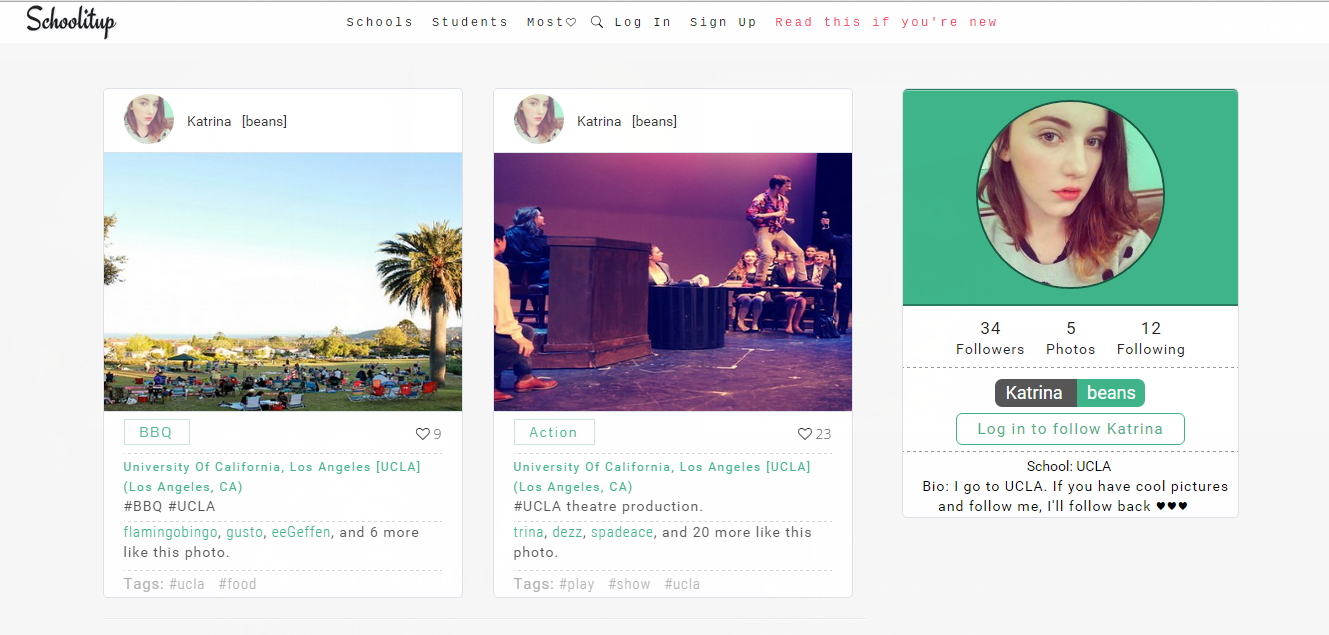 Schoolitup
Schools Students Most♡ Log In Sign Up Read this if you're new
Katrina [beans]
BBQ
♡ 9
University Of California, Los Angeles [UCLA]
(Los Angeles, CA)
#BBQ #UCLA
flamingobingo, gusto, eeGeffen, and 6 more
like this photo.
Tags: #ucla #food
Katrina [beans]
Action
♡ 23
University Of California, Los Angeles [UCLA]
(Los Angeles, CA)
#UCLA theatre production.
trina, dezz, spadeace, and 20 more like this
photo.
Tags: #play #show #ucla
34 5 12
Followers Photos Following
Katrina beans
Log in to follow Katrina
School: UCLA
Bio: I go to UCLA. If you have cool pictures
and follow me, I'll follow back ♥♥♥